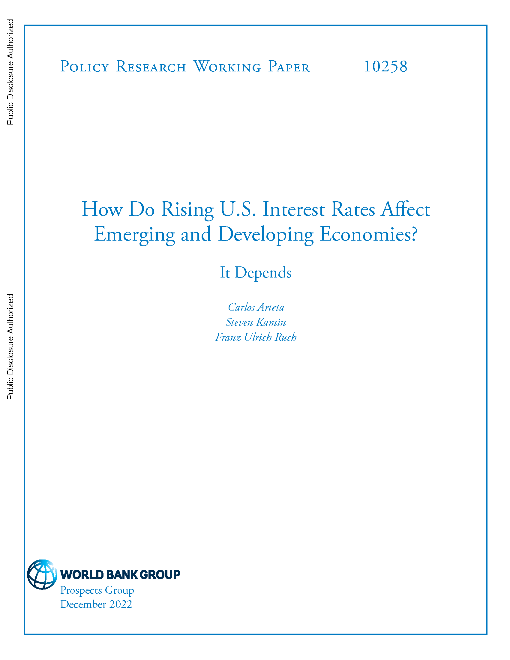 Public Disclosure Authorized
Public Disclosure Authorized
POLICY RESEARCH WORKING PAPER 10258
How Do Rising U.S. Interest Rates Affect
Emerging and Developing Economies?
It Depends
Carlos Arteta
Steven Kamin
Franz Ulrich Ruch
WORLD BANK GROUP
Prospects Group
December 2022